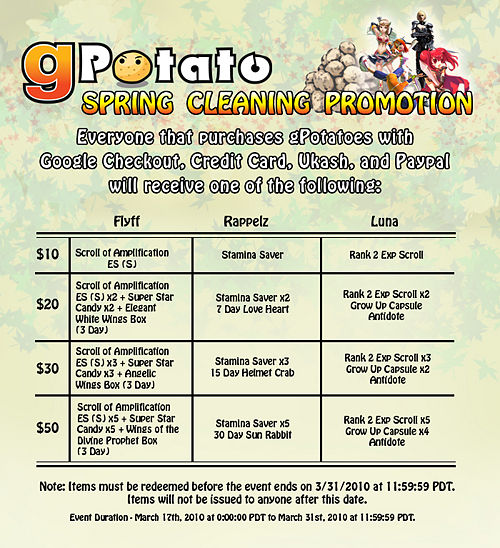 gPotato
SPRING CLEANING PROMOTION
Everyone that purchases gPotatoes with
Google Checkout, Credit Card, Ukash, and Paypal
will receive one of the following:
Flyff Rappelz Luna
$10
Scroll of Amplification
ES (S)
Stamina Saver
Rank 2 Exp Scroll
$20
Scroll of Amplification
ES (S) x2 + Super Star
Candy x2 + Elegant
White Wings Box
(3 Day)
Stamina Saver x2
7 Day Love Heart
Rank 2 Exp Scroll x2
Grow Up Capsule
Antidote
$30
Scroll of Amplification
ES (S) x3 + Super Star
Candy x3 + Angelic
Wings Box (3 Day)
Stamina Saver x3
15 Day Helmet Crab
Rank 2 Exp Scroll x3
Grow Up Capsule x2
Antidote
$50
Scroll of Amplification
ES (S) x5 + Super Star
Candy x5 + Wings of the
Divine Prophet Box
(3 Day)
Stamina Saver x5
30 Day Sun Rabbit
Rank 2 Exp Scroll x5
Grow Up Capsule x4
Antidote
Note: Items must be redeemed before the event ends on 3/31/2010 at 11:59:59 PDT.
Items will not be issued to anyone after this date.
Event Duration - March 17th, 2010 at 0:00:00 PDT to March 31st, 2010 at 11:59:59 PDT.